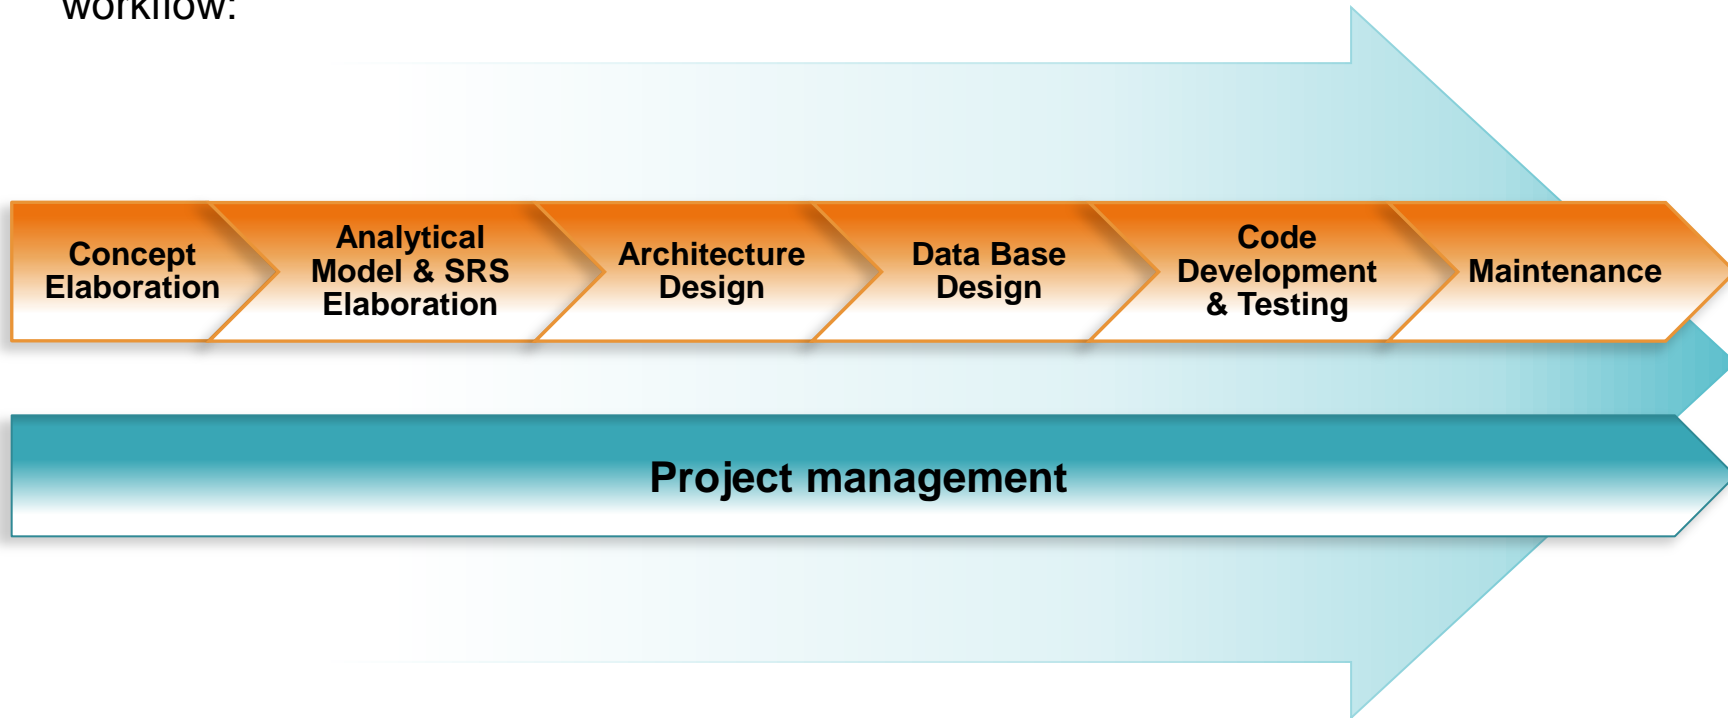 workflow:
Concept
Elaboration
Analytical
Model & SRS
Elaboration
Architecture
Design
Data Base
Design
Code
Development
& Testing
Maintenance
Project management